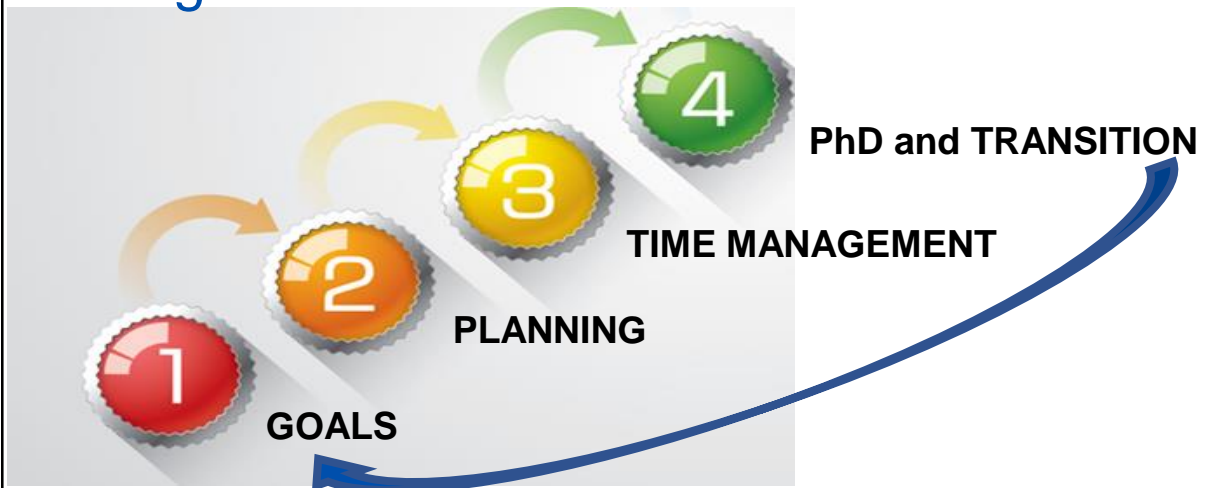 4
PhD and TRANSITION
3
TIME MANAGEMENT
2
PLANNING
1
GOALS